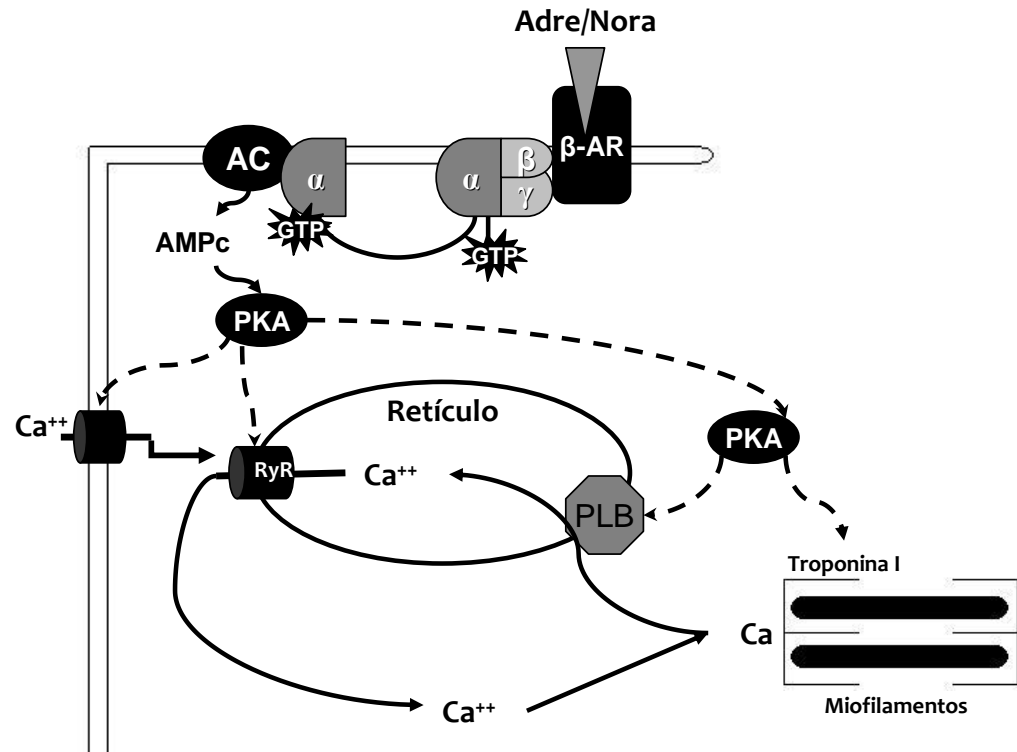 Adre/Nora
β-AR
AC
α
α
β
γ
GTP
GTP
AMPc
PKA
Ca⁺⁺
Retículo
RyR
Ca⁺⁺
PKA
PLB
Troponina I
Ca
Ca⁺⁺
Miofilamentos